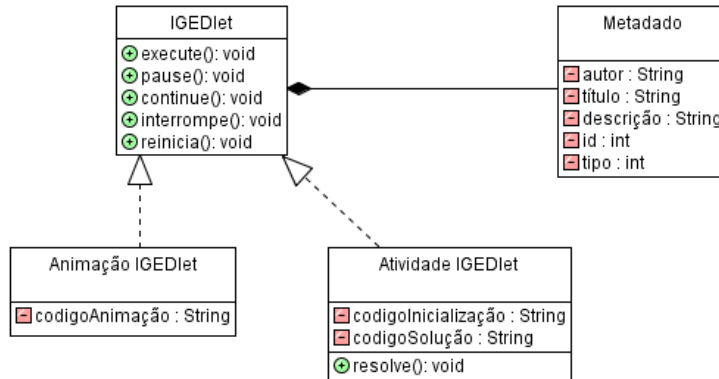 IGEDlet
execute(): void
pause(): void
continue(): void
interrompe(): void
reinicia(): void
Metadado
autor : String
título : String
descrição : String
id : int
tipo : int
Animação IGEDlet
codigoAnimação : String
Atividade IGEDlet
codigoInicialização : String
codigoSolução : String
resolve(): void